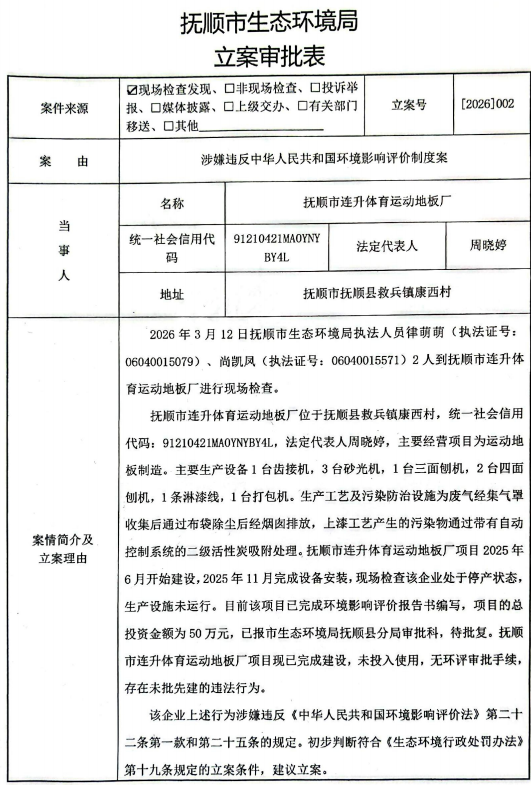 抚顺市生态环境局
立案审批表
案件来源
☑现场检查发现、□非现场检查、□投诉举
报、□媒体披露、□上级交办、□有关部门
移送、□其他
立案号
[2026]002
案 由
涉嫌违反中华人民共和国环境影响评价制度案
当
事
人
名称
抚顺市连升体育运动地板厂
统一社会信用代
码
91210421MA0YNY
BY4L
法定代表人
周晓婷
地址
抚顺市抚顺县救兵镇康西村
案情简介及
立案理由
2026 年 3 月 12 日抚顺市生态环境局执法人员律萌萌（执法证号：
06040015079）、尚凯凤（执法证号：06040015571）2 人到抚顺市连升体
育运动地板厂进行现场检查。
抚顺市连升体育运动地板厂位于抚顺县救兵镇康西村，统一社会信用
代码：91210421MA0YNYBY4L，法定代表人周晓婷，主要经营项目为运动地
板制造。主要生产设备 1 台齿接机，3 台砂光机，1 台三面刨机，2 台四面
刨机，1 条淋漆线，1 台打包机。生产工艺及污染防治设施为废气经集气罩
收集后通过布袋除尘后经烟囱排放，上漆工艺产生的污染物通过带有自动
控制系统的二级活性炭吸附处理。抚顺市连升体育运动地板厂项目 2025 年
6 月开始建设，2025 年 11 月完成设备安装，现场检查该企业处于停产状态，
生产设施未运行。目前该项目已完成环境影响评价报告书编写，项目的总
投资金额为 50 万元，已报市生态环境局抚顺县分局审批科，待批复。抚顺
市连升体育运动地板厂项目现已完成建设，未投入使用，无环评审批手续，
存在未批先建的违法行为。
该企业上述行为涉嫌违反《中华人民共和国环境影响评价法》第二十
二条第一款和第二十五条的规定。初步判断符合《生态环境行政处罚办法》
第十九条规定的立案条件，建议立案。